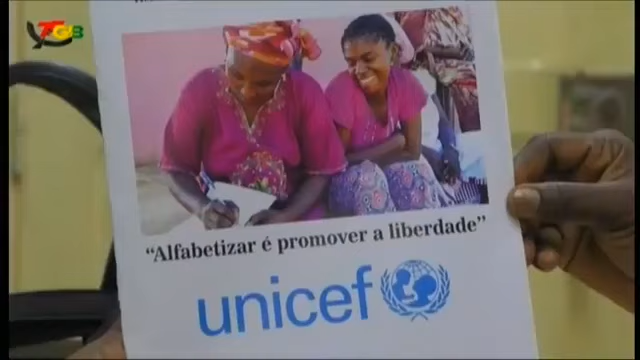 TGB
“Alfabetizar é promover a liberdade”
unicef